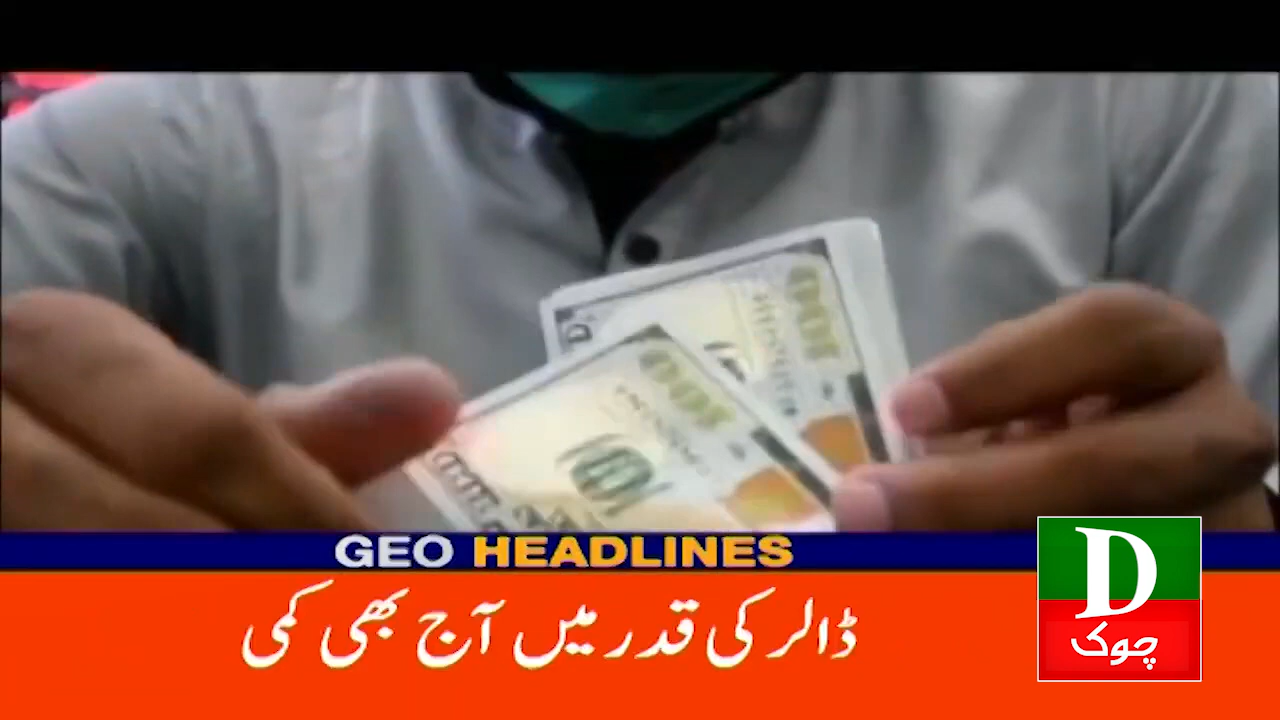 GEO HEADLINES
ڈالر کی قدر میں آج بھی کمی
D
چوک